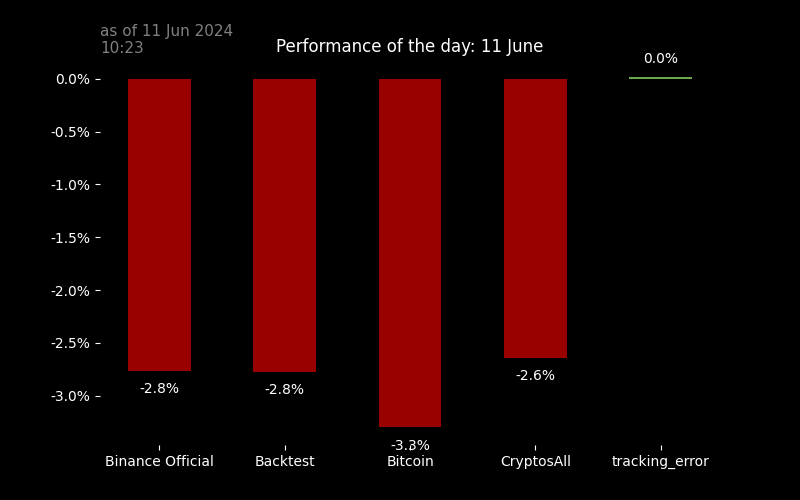 as of 11 Jun 2024
10:23
Performance of the day: 11 June
0.0%
0.0%
-0.5%
-1.0%
-1.5%
-2.0%
-2.5%
-3.0%
-2.8%
-2.8%
-3.3%
-2.6%
Binance Official
Backtest
Bitcoin
CryptosAll
tracking_error